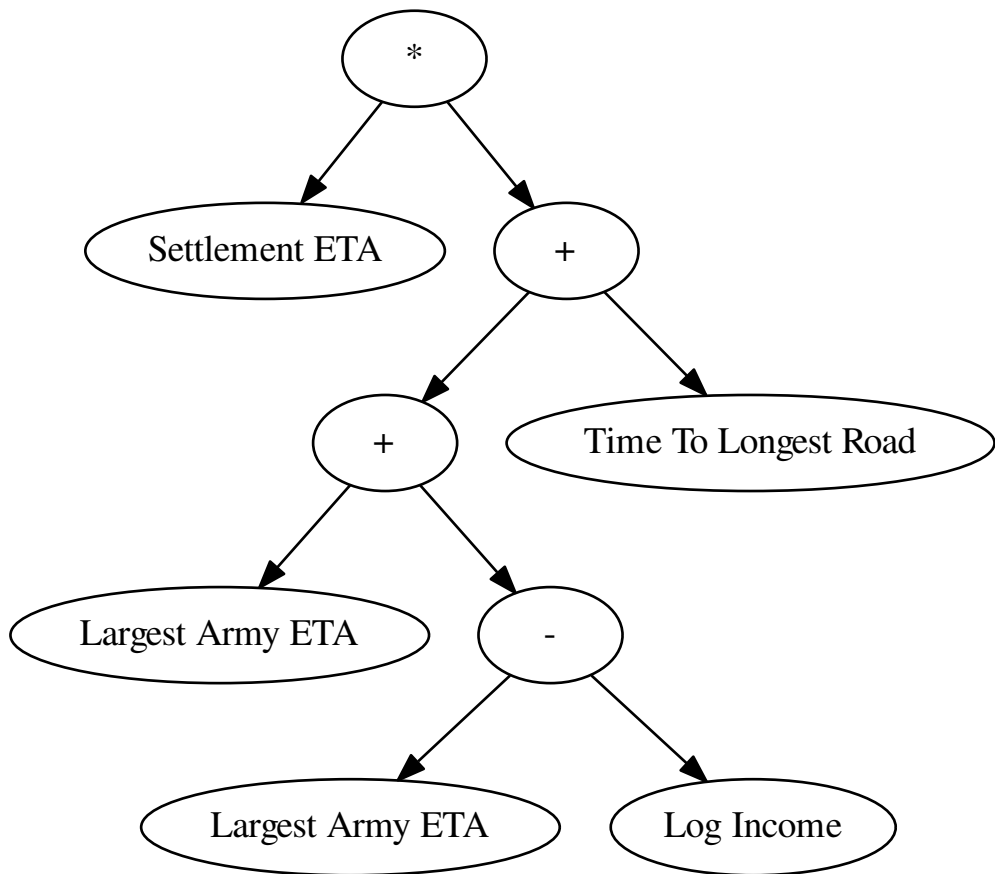 *
Settlement ETA
+
+
Time To Longest Road
Largest Army ETA
-
Largest Army ETA
Log Income